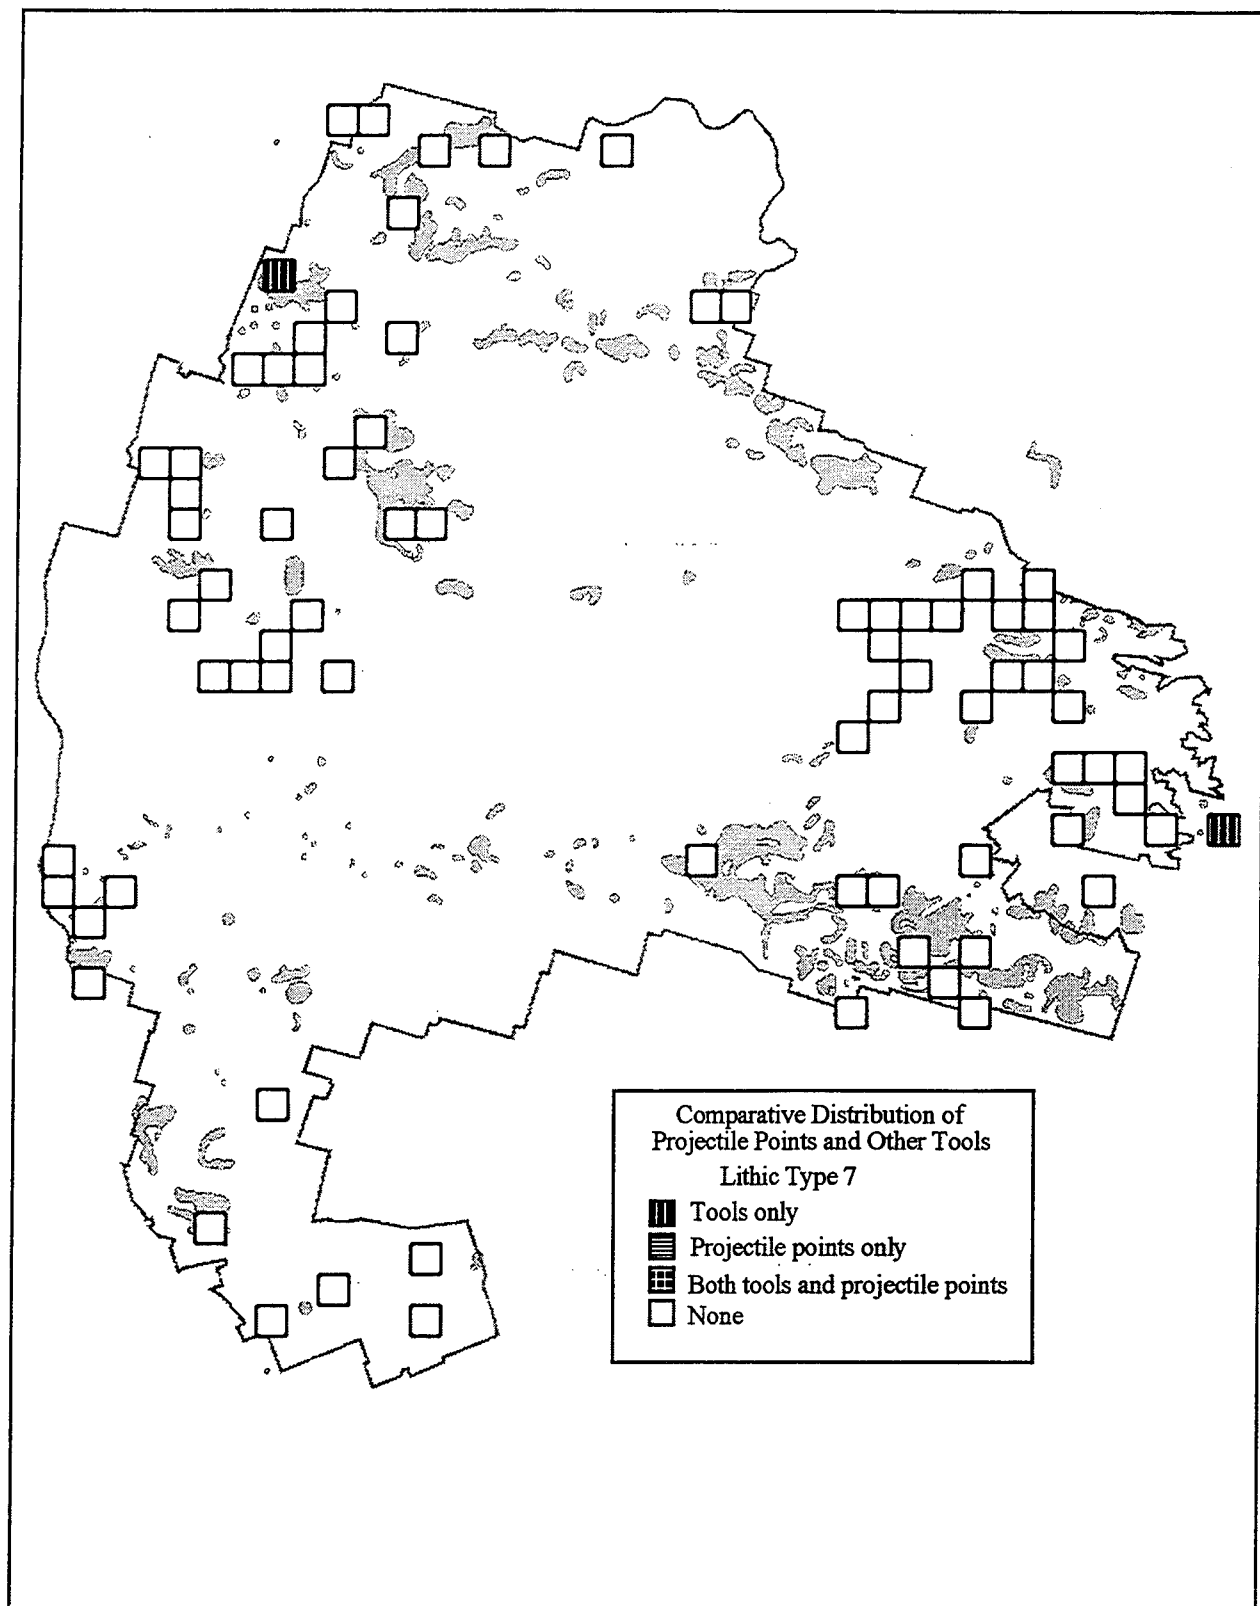 Comparative Distribution of
Projectile Points and Other Tools
Lithic Type 7
Tools only
Projectile points only
Both tools and projectile points
None